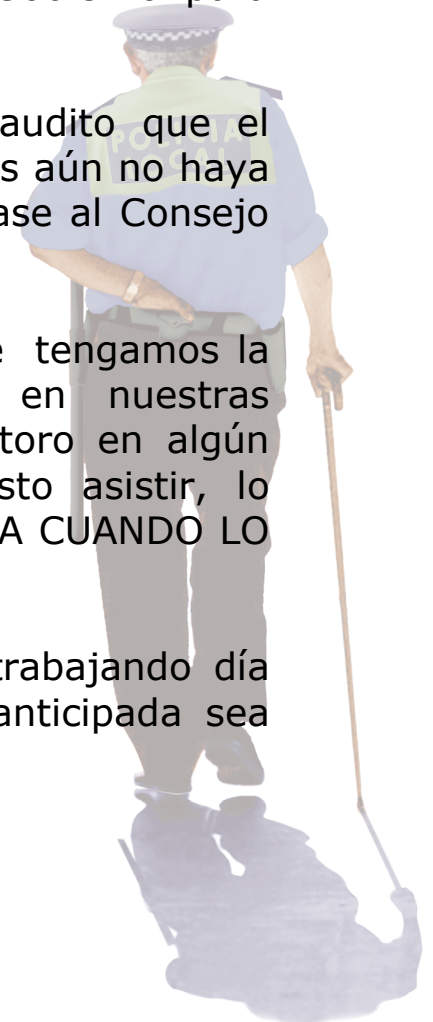 audito que el
POLICIA
LOCAL
s aún no haya
ase al Consejo
tengamos la
en nuestras
toro en algún
sto asistir, lo
A CUANDO LO
trabajando día
anticipada sea